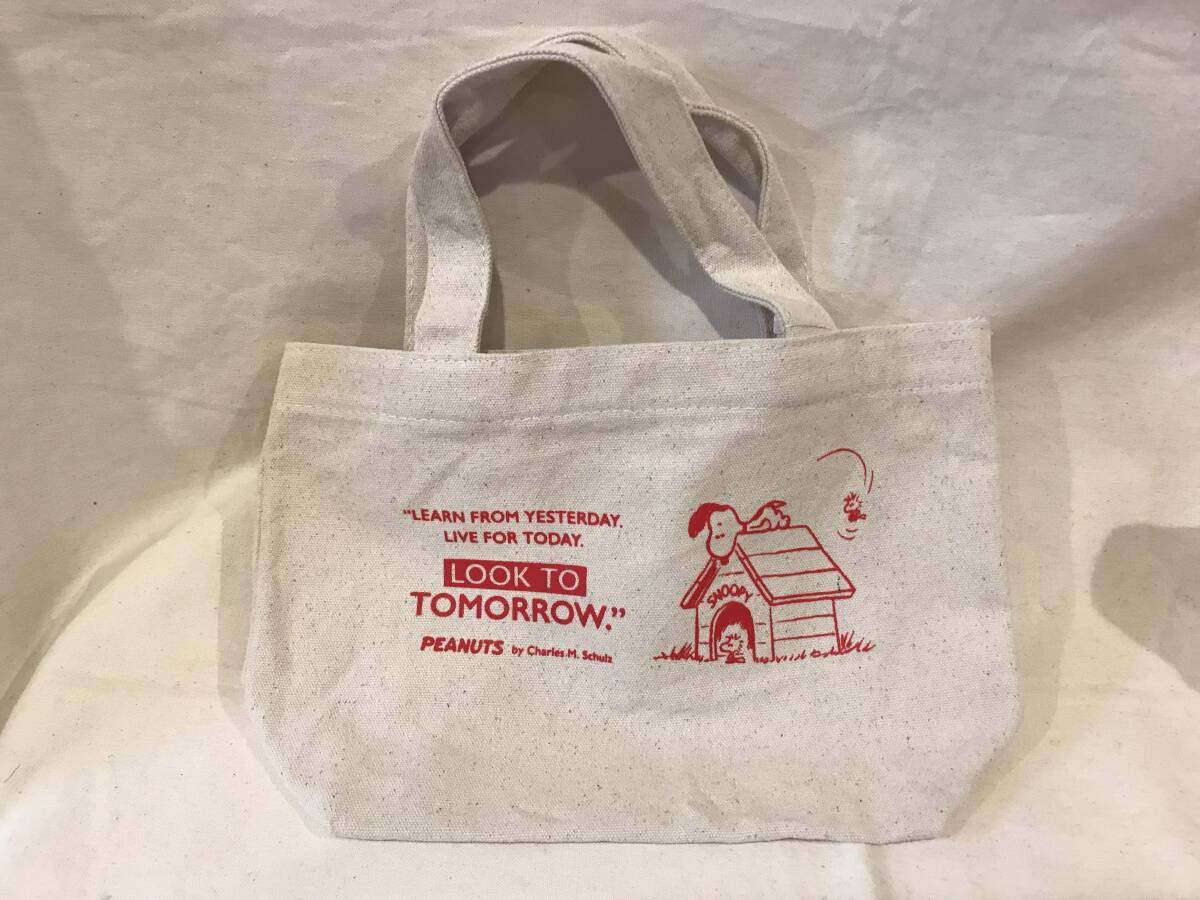 “LEARN FROM YESTERDAY.
LIVE FOR TODAY.
LOOK TO
TOMORROW.”
PEANUTS by Charles M. Schulz
SNOOPY